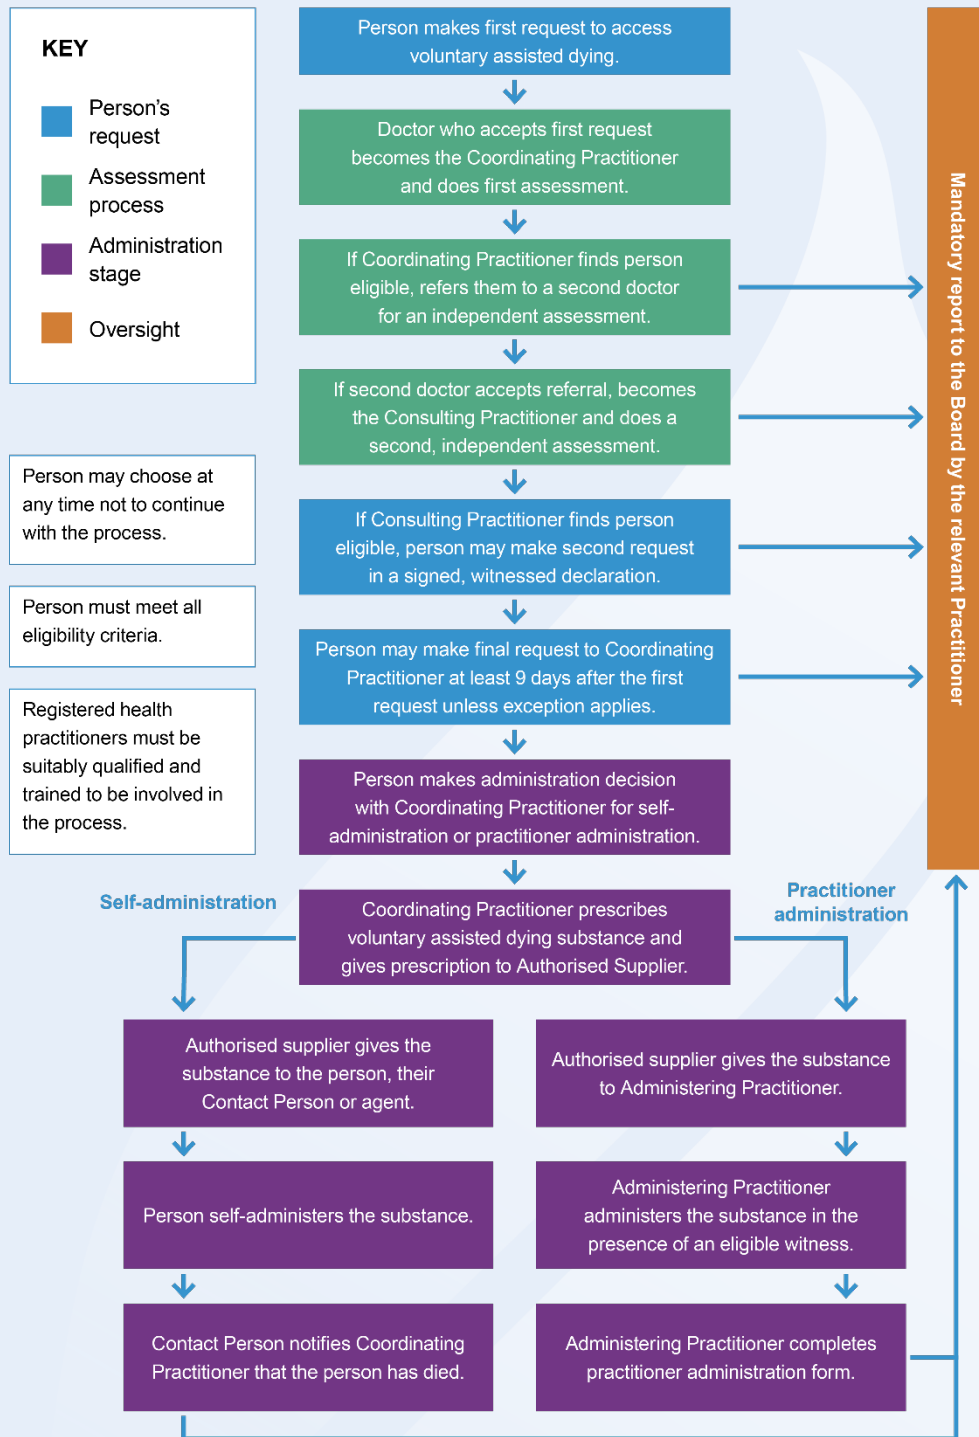 KEY
Person's
request
Assessment
process
Administration
stage
Oversight
Person may choose at
any time not to continue
with the process.
Person must meet all
eligibility criteria.
Registered health
practitioners must be
suitably qualified and
trained to be involved in
the process.
Person makes first request to access
voluntary assisted dying.
Doctor who accepts first request
becomes the Coordinating Practitioner
and does first assessment.
If Coordinating Practitioner finds person
eligible, refers them to a second doctor
for an independent assessment.
If second doctor accepts referral, becomes
the Consulting Practitioner and does a
second, independent assessment.
If Consulting Practitioner finds person
eligible, person may make second request
in a signed, witnessed declaration.
Person may make final request to Coordinating
Practitioner at least 9 days after the first
request unless exception applies.
Person makes administration decision
with Coordinating Practitioner for self-
administration or practitioner administration.
Coordinating Practitioner prescribes
voluntary assisted dying substance and
gives prescription to Authorised Supplier.
Self-administration
Authorised supplier gives the
substance to the person, their
Contact Person or agent.
Person self-administers the substance.
Contact Person notifies Coordinating
Practitioner that the person has died.
Practitioner
administration
Authorised supplier gives the substance
to Administering Practitioner.
Administering Practitioner
administers the substance in the
presence of an eligible witness.
Administering Practitioner completes
practitioner administration form.
Mandatory report to the Board by the relevant Practitioner